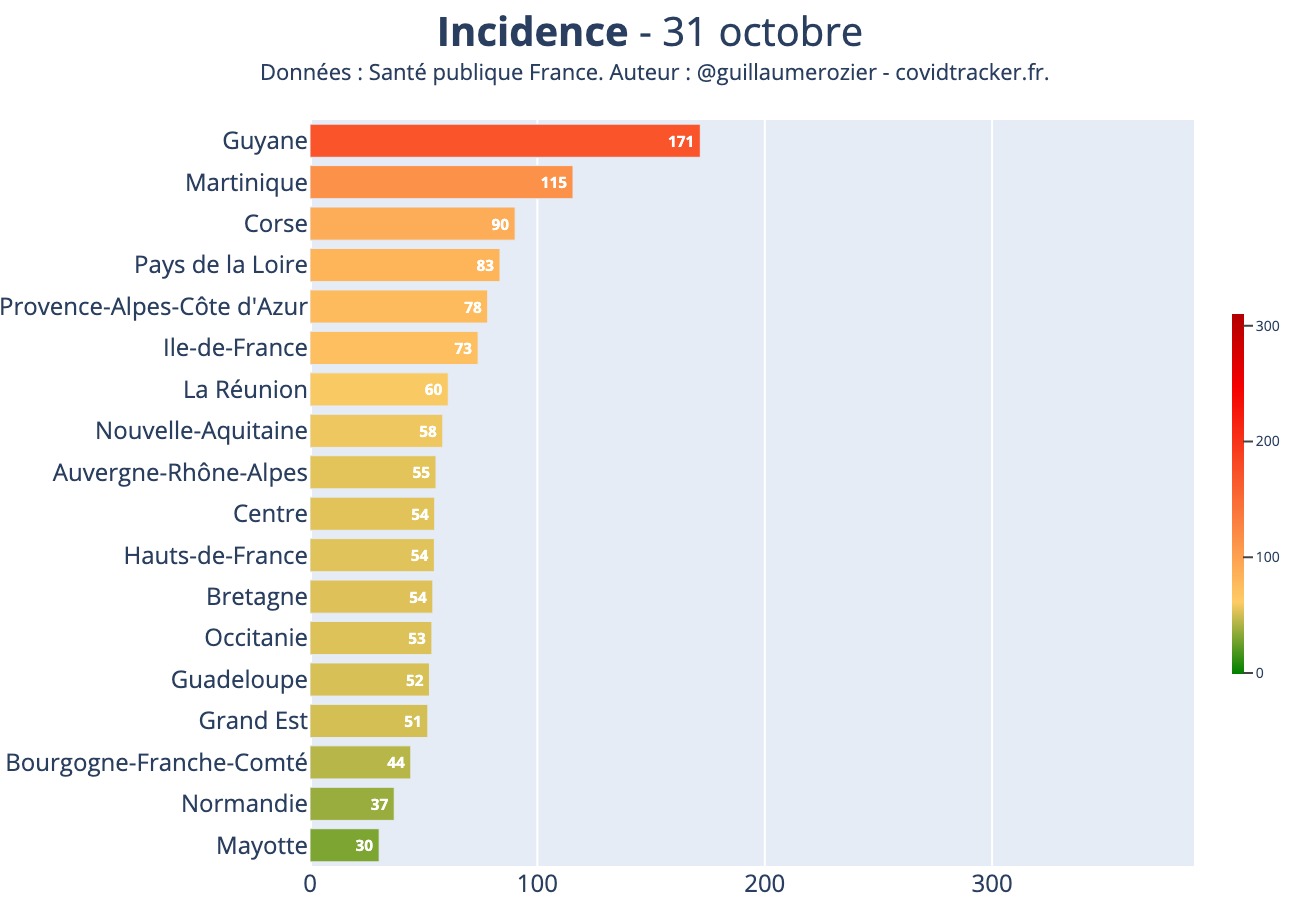 Incidence - 31 octobre
Données : Santé publique France. Auteur : @guillaumerozier - covidtracker.fr.
Guyane 171
Martinique 115
Corse 90
Pays de la Loire 83
Provence-Alpes-Côte d'Azur 78
Ile-de-France 73
La Réunion 60
Nouvelle-Aquitaine 58
Auvergne-Rhône-Alpes 55
Centre 54
Hauts-de-France 54
Bretagne 54
Occitanie 53
Guadeloupe 52
Grand Est 51
Bourgogne-Franche-Comté 44
Normandie 37
Mayotte 30
0 100 200 300
300
200
100
0